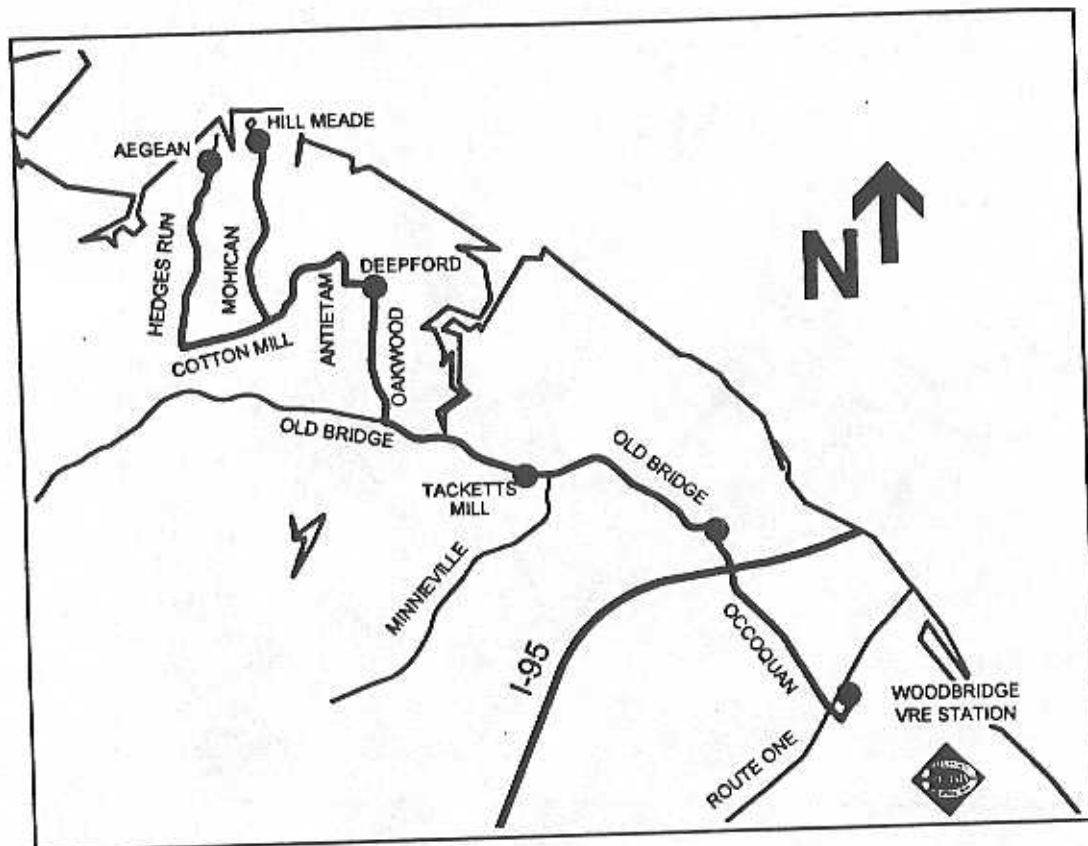 HILL MEADE
AEGEAN
HEDGES RUN
MOHICAN
DEEPFORD
ANTIETAM
COTTON MILL
OAKWOOD
N
OLD BRIDGE
OLD BRIDGE
TACKETTS
MILL
MINNIEVILLE
I-95
OCCOQUAN
WOODBRIDGE
VRE STATION
ROUTE ONE